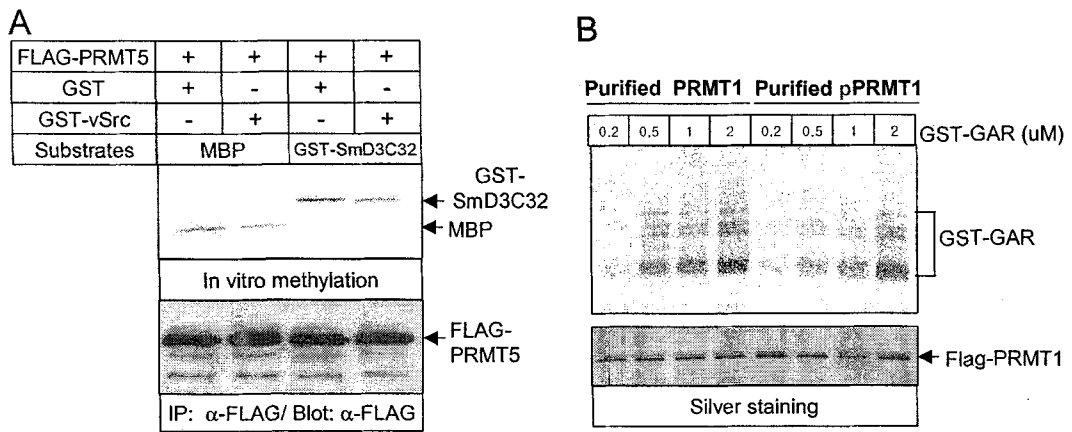 A
FLAG-PRMT5 + + + +
GST + - + -
GST-vSrc - + - +
Substrates MBP GST-SmD3C32
GST-
SmD3C32
MBP
In vitro methylation
FLAG-
PRMT5
IP: α-FLAG/ Blot: α-FLAG
B
Purified PRMT1 Purified pPRMT1
0.2 0.5 1 2 0.2 0.5 1 2 GST-GAR (uM)
GST-GAR
Flag-PRMT1
Silver staining